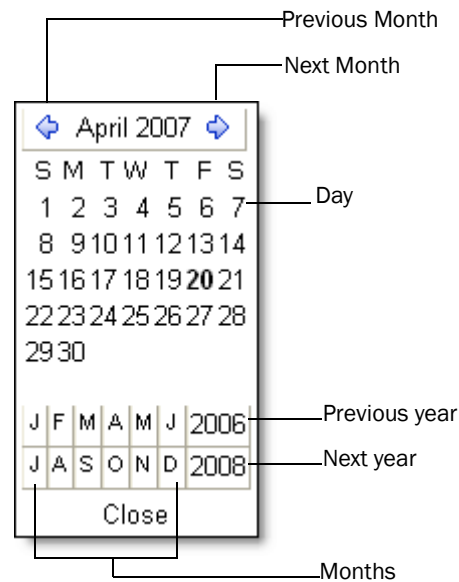 Previous Month
Next Month
April 2007
S M T W T F S
1 2 3 4 5 6 7
Day
8 9 10 11 12 13 14
15 16 17 18 19 20 21
22 23 24 25 26 27 28
29 30
J F M A M J 2006
Previous year
J A S O N D 2008
Next year
Close
Months